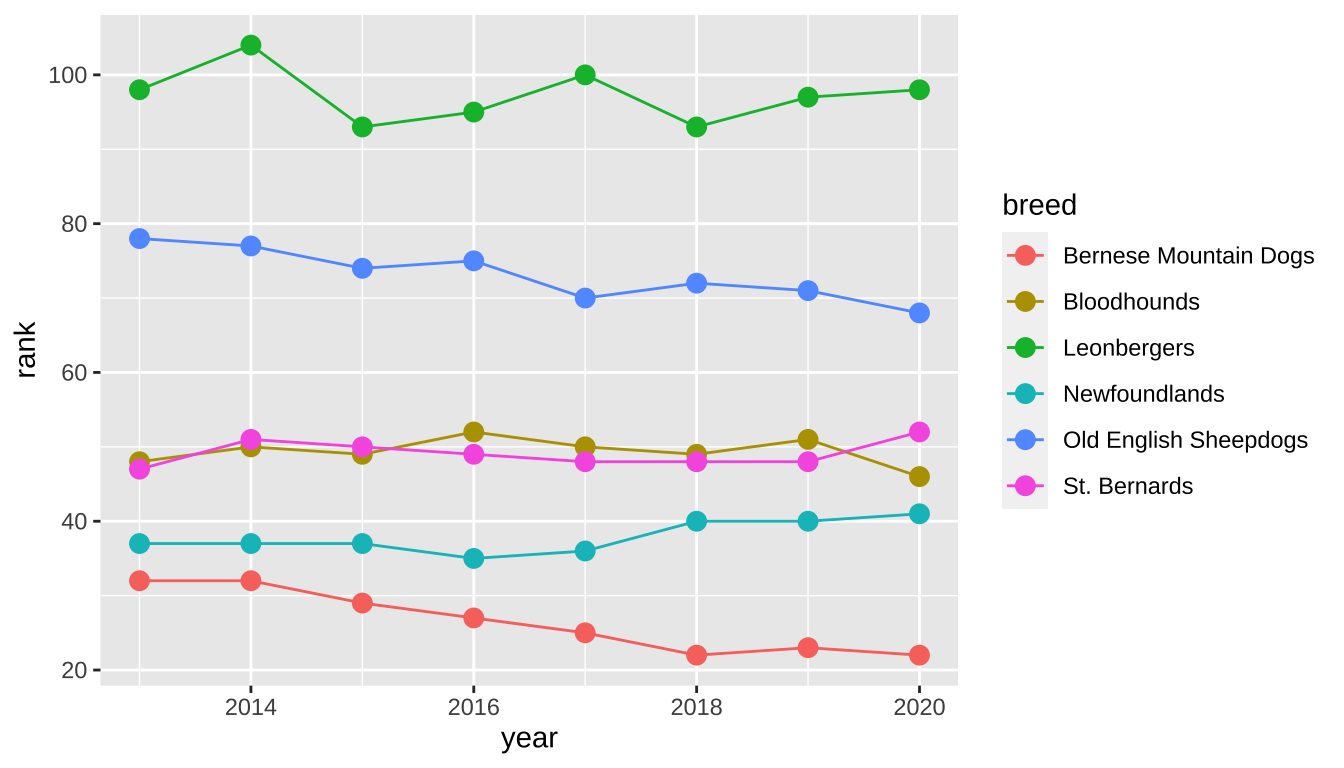 100
80
60
40
20
rank
2014 2016 2018 2020
year
breed
Bernese Mountain Dogs
Bloodhounds
Leonbergers
Newfoundlands
Old English Sheepdogs
St. Bernards